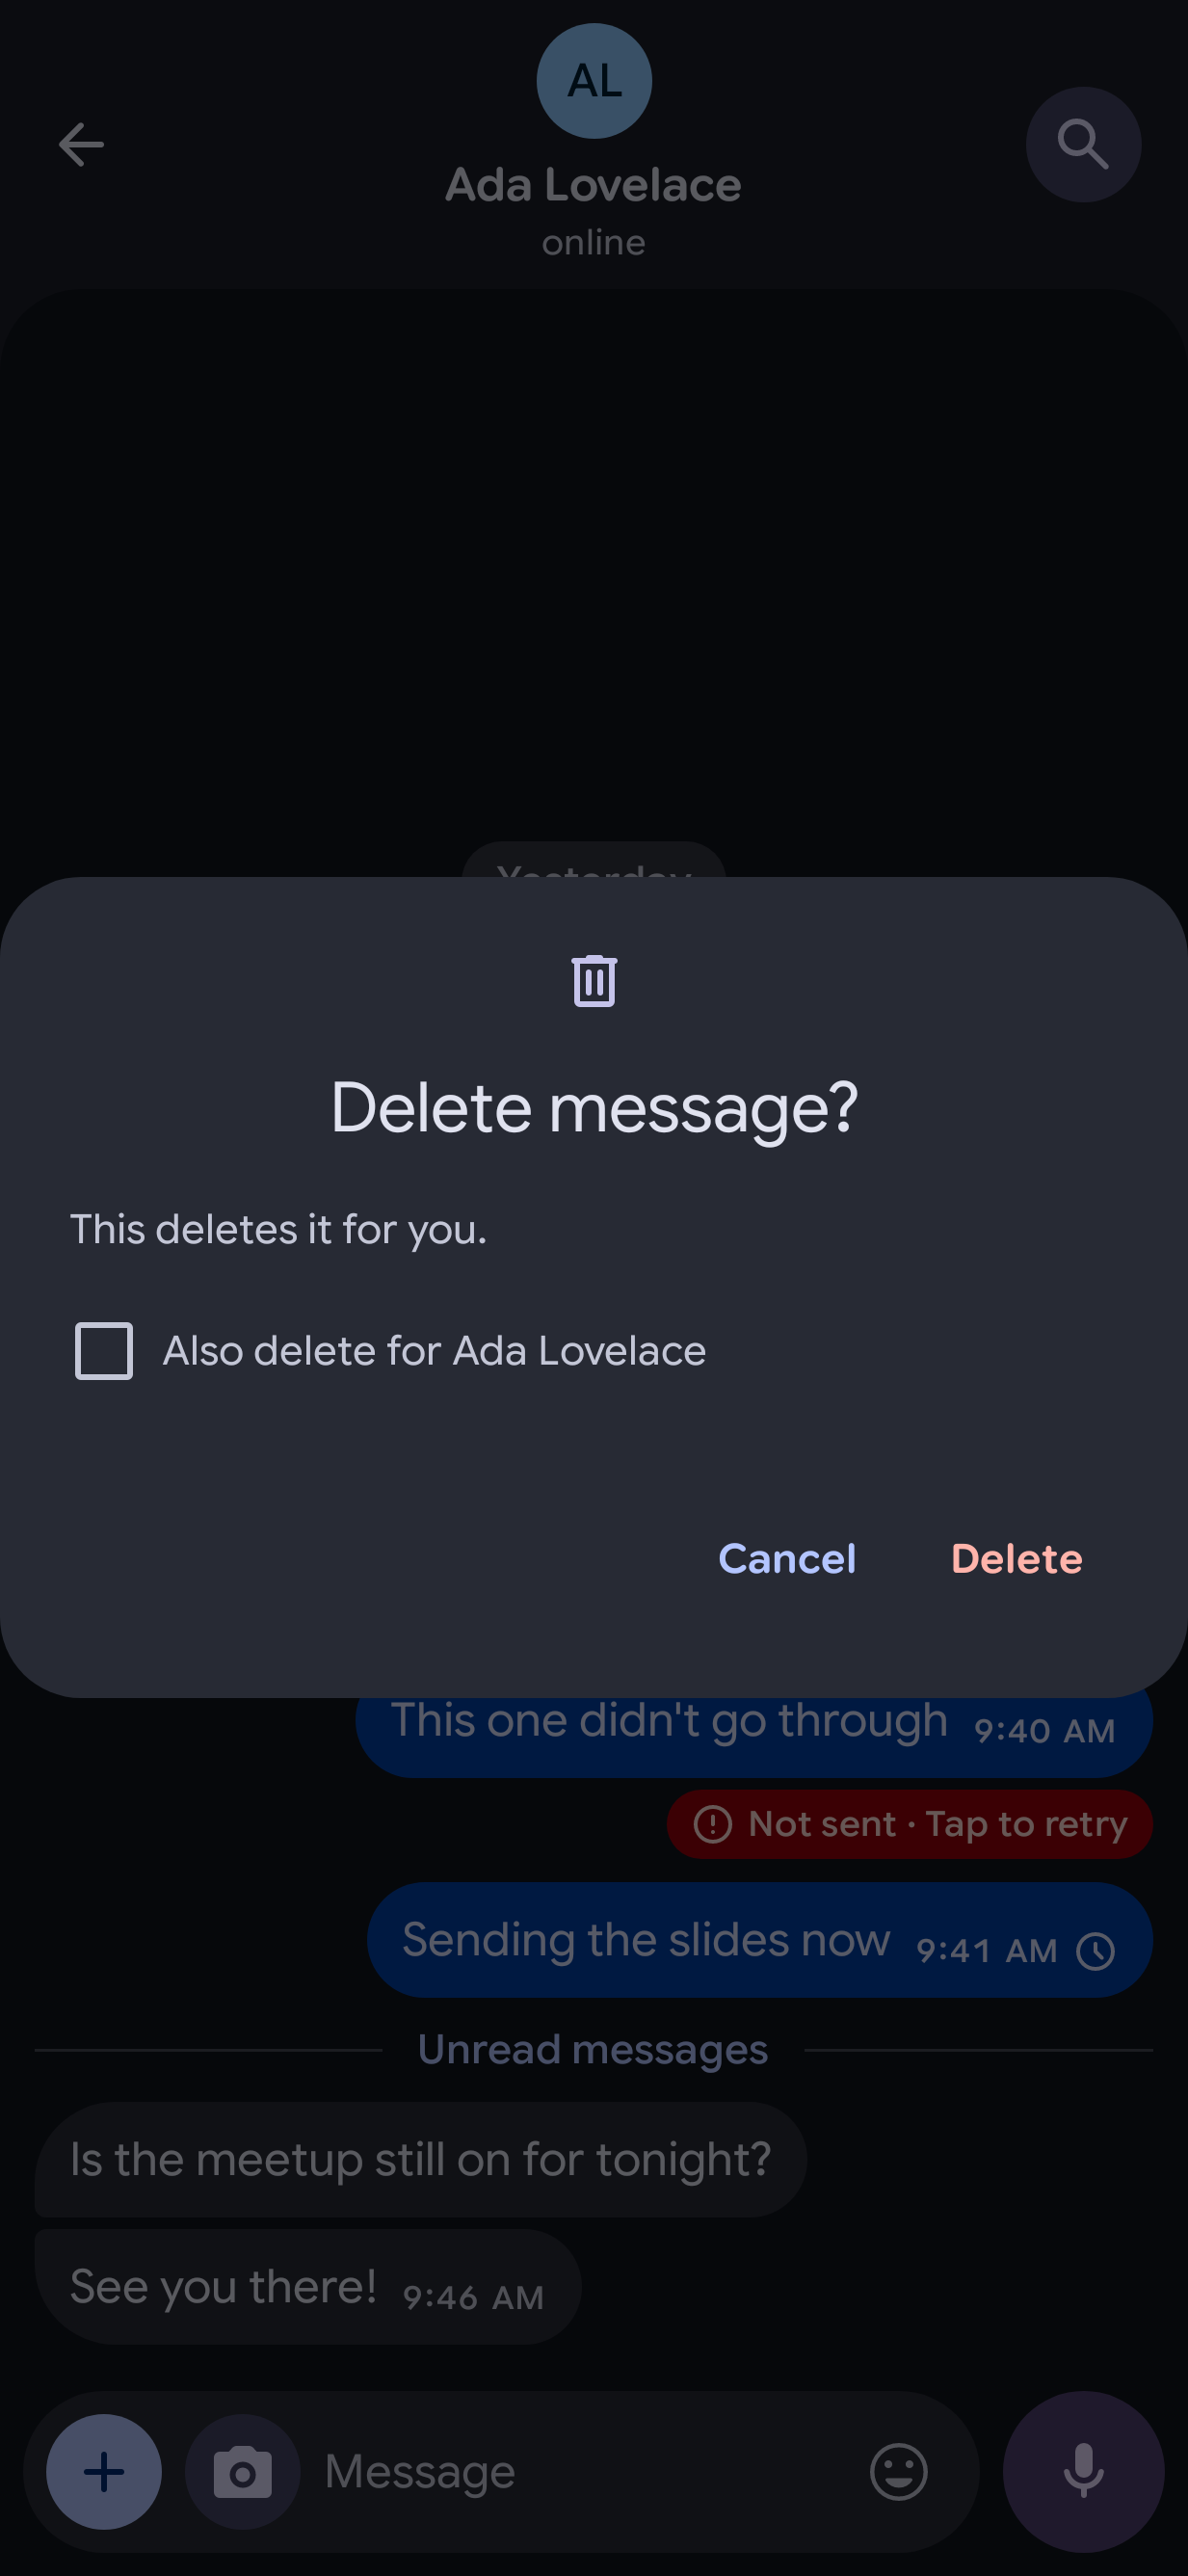 AL
Ada Lovelace
online
Yesterday
Delete message?
This deletes it for you.
Also delete for Ada Lovelace
Cancel Delete
This one didn't go through 9:40 AM
Not sent · Tap to retry
Sending the slides now 9:41 AM
Unread messages
Is the meetup still on for tonight?
See you there! 9:46 AM
Message